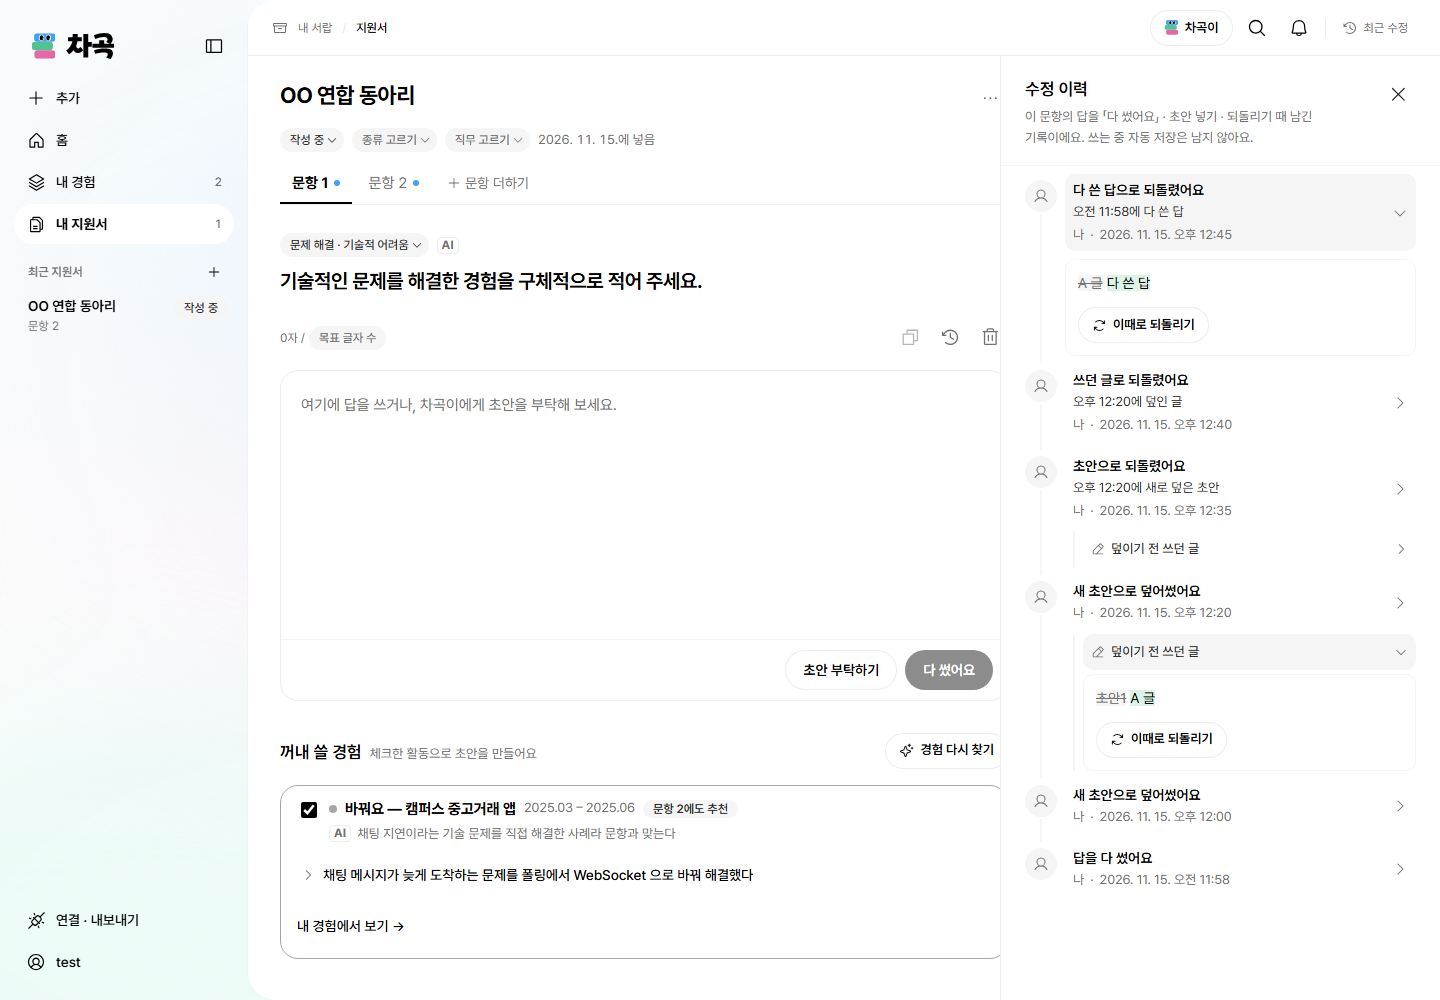 차곡
추가
홈
내 경험 2
내 지원서 1
최근 지원서
OO 연합 동아리 작성 중
문항 2
연결 · 내보내기
test
내 서랍 / 지원서
차곡이
최근 수정
OO 연합 동아리
작성 중 종류 고르기 직무 고르기 2026. 11. 15.에 넣음
문항 1 문항 2 문항 더하기
문제 해결 · 기술적 어려움 AI
기술적인 문제를 해결한 경험을 구체적으로 적어 주세요.
0자 / 목표 글자 수
여기에 답을 쓰거나, 차곡이에게 초안을 부탁해 보세요.
초안 부탁하기 다 썼어요
꺼내 쓸 경험 체크한 활동으로 초안을 만들어요
경험 다시 찾기
바꿔요 — 캠퍼스 중고거래 앱 2025.03 – 2025.06 문항 2에도 추천
AI 채팅 지연이라는 기술 문제를 직접 해결한 사례라 문항과 맞는다
채팅 메시지가 늦게 도착하는 문제를 폴링에서 WebSocket 으로 바꿔 해결했다
내 경험에서 보기 →
수정 이력
이 문항의 답을 「다 썼어요」 · 초안 넣기 · 되돌리기 때 남긴
기록이에요. 쓰는 중 자동 저장은 남지 않아요.
다 쓴 답으로 되돌렸어요
오전 11:58에 다 쓴 답
나 · 2026. 11. 15. 오후 12:45
A 글 다 쓴 답
이때로 되돌리기
쓰던 글로 되돌렸어요
오후 12:20에 덮인 글
나 · 2026. 11. 15. 오후 12:40
초안으로 되돌렸어요
오후 12:20에 새로 덮은 초안
나 · 2026. 11. 15. 오후 12:35
덮이기 전 쓰던 글
새 초안으로 덮어썼어요
나 · 2026. 11. 15. 오후 12:20
덮이기 전 쓰던 글
초안1 A 글
이때로 되돌리기
새 초안으로 덮어썼어요
나 · 2026. 11. 15. 오후 12:00
답을 다 썼어요
나 · 2026. 11. 15. 오전 11:58